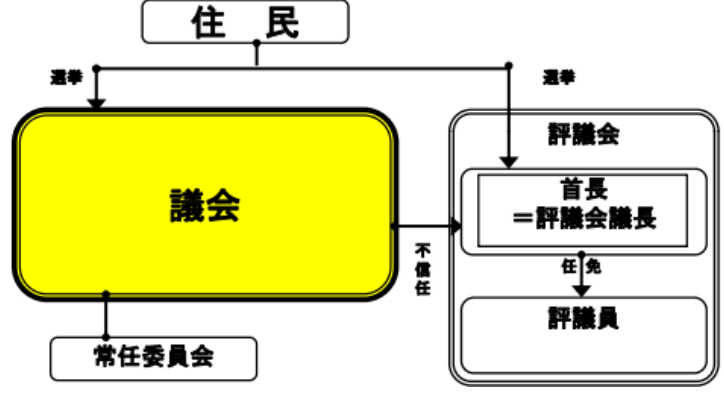 住　民
選挙
選挙
評議会
議会
首長
＝評議会議長
不信任
任 免
評議員
常任委員会